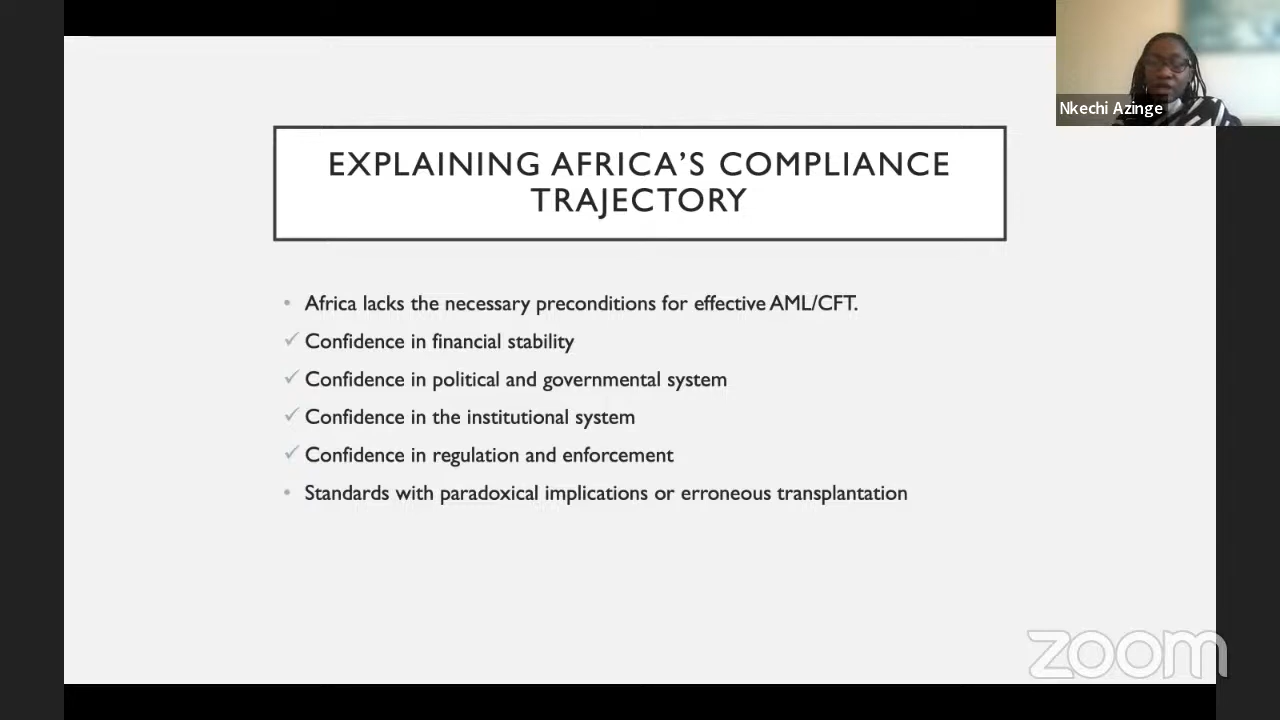 Nkechi Azinge
EXPLAINING AFRICA’S COMPLIANCE
TRAJECTORY
• Africa lacks the necessary preconditions for effective AML/CFT.
✓ Confidence in financial stability
✓ Confidence in political and governmental system
✓ Confidence in the institutional system
✓ Confidence in regulation and enforcement
• Standards with paradoxical implications or erroneous transplantation
zoom